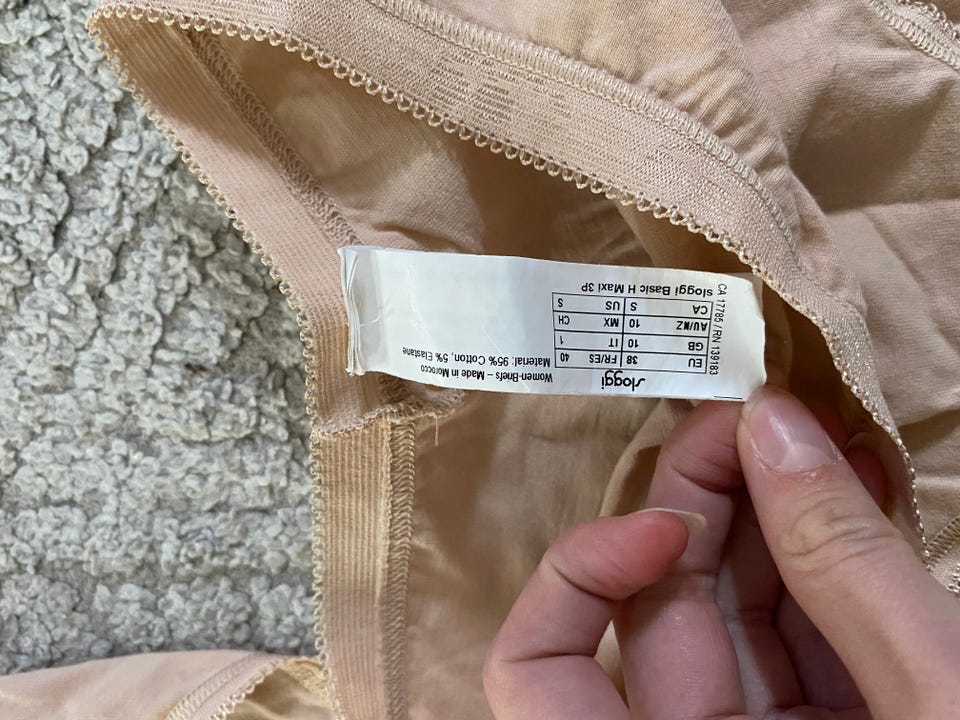 sloggi
EU 38 FR/ES 40
GB 10 IT 1
AU/NZ 10 MX CH
CA S US S
sloggi Basic H Maxi 3P
CA 17785 / RN 139183
Women-Briefs – Made in Morocco
Material: 95% Cotton, 5% Elastane